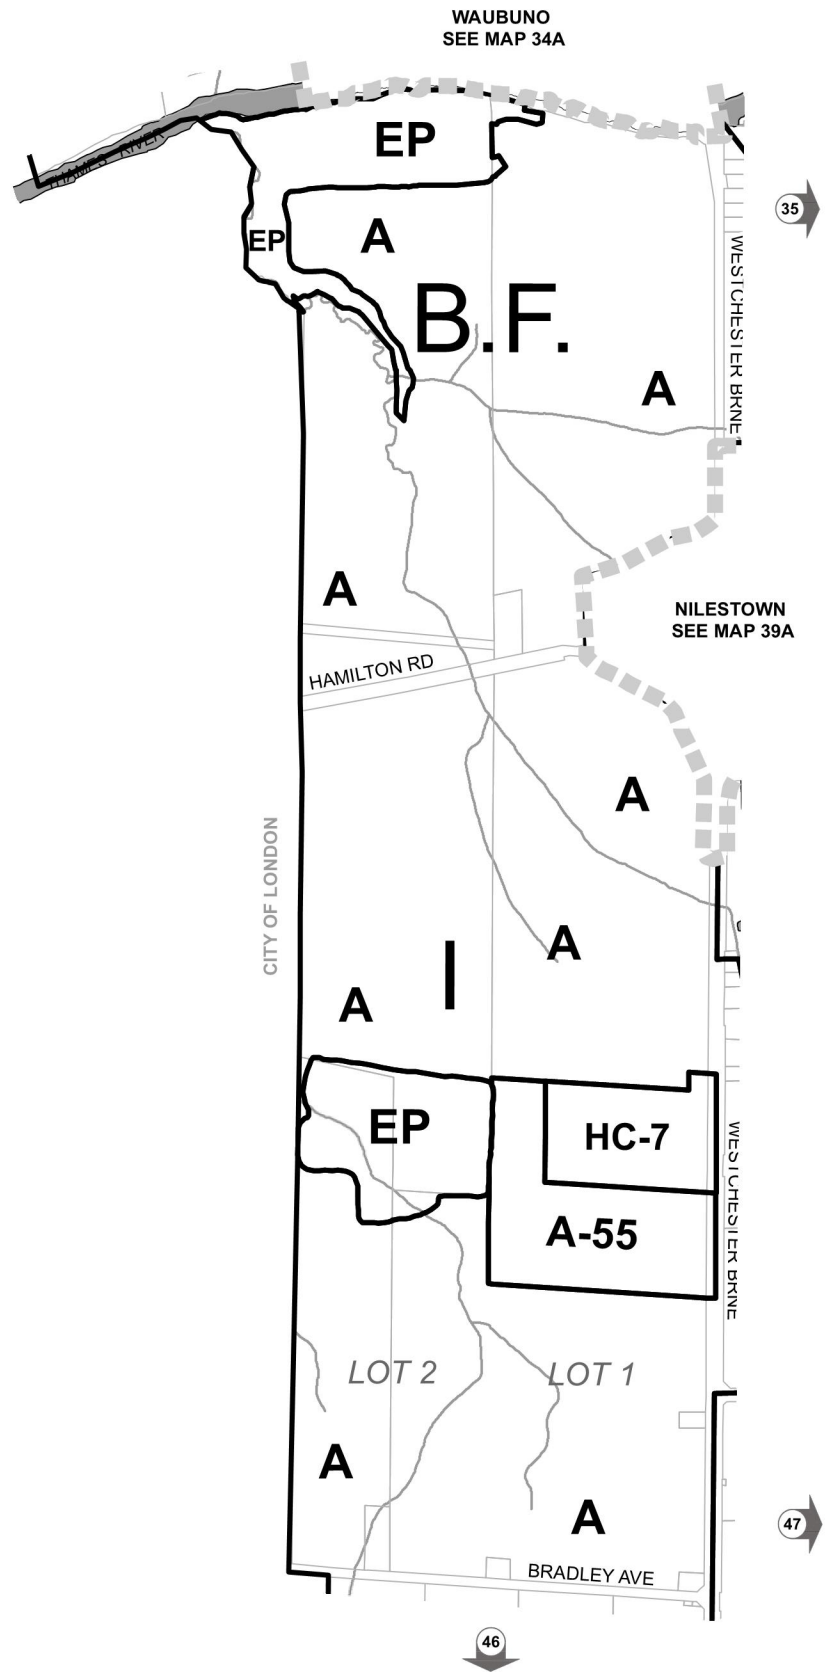 WAUBUNO
SEE MAP 34A
THAMES RIVER
EP
35
EP
A
WESTCHESTER BRNE
B.F.
A
A
NILESTOWN
SEE MAP 39A
HAMILTON RD
A
CITY OF LONDON
A
I
A
EP
HC-7
WESTCHESTER BRNE
A-55
LOT 2
LOT 1
A
A
47
BRADLEY AVE
46